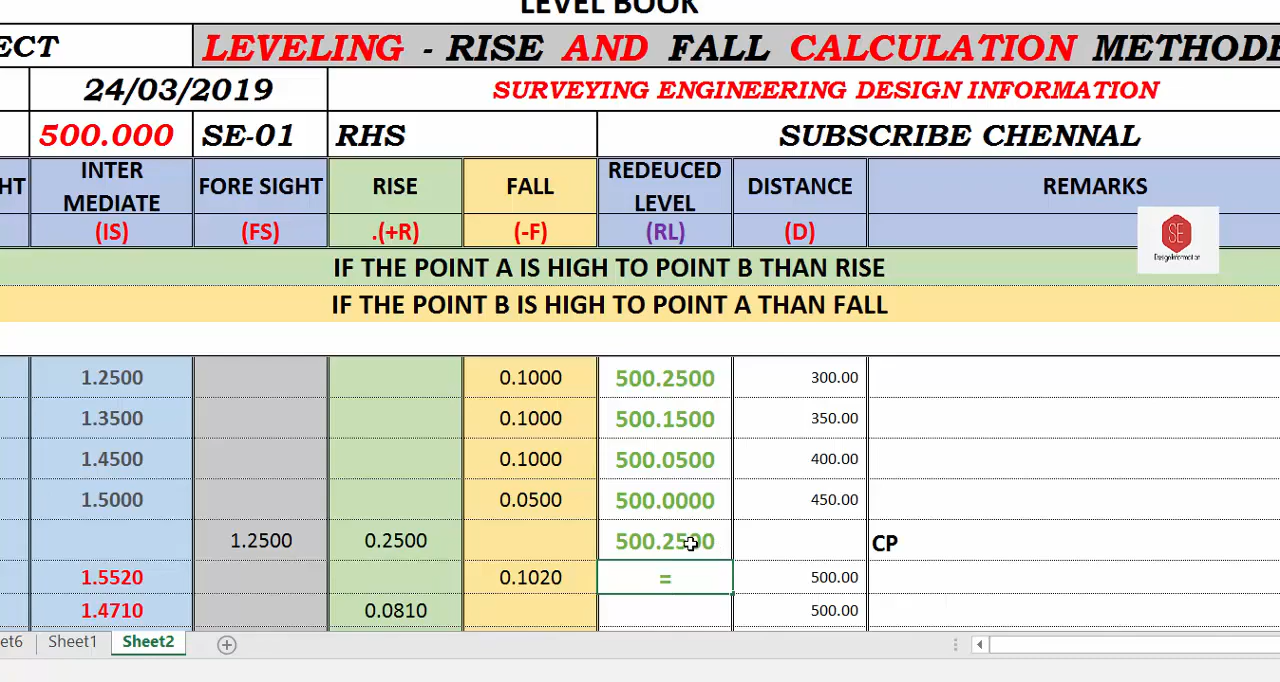 LEVEL BOOK
ECT LEVELING - RISE AND FALL CALCULATION METHODE
24/03/2019 SURVEYING ENGINEERING DESIGN INFORMATION
500.000 SE-01 RHS SUBSCRIBE CHENNAL
HT INTER MEDIATE FORE SIGHT RISE FALL REDEUCED LEVEL DISTANCE REMARKS
(IS) (FS) .(+R) (-F) (RL) (D)
SE
DesignInformation
IF THE POINT A IS HIGH TO POINT B THAN RISE
IF THE POINT B IS HIGH TO POINT A THAN FALL
1.2500 0.1000 500.2500 300.00
1.3500 0.1000 500.1500 350.00
1.4500 0.1000 500.0500 400.00
1.5000 0.0500 500.0000 450.00
1.2500 0.2500 500.2500 CP
1.5520 0.1020 = 500.00
1.4710 0.0810 500.00
et6 Sheet1 Sheet2